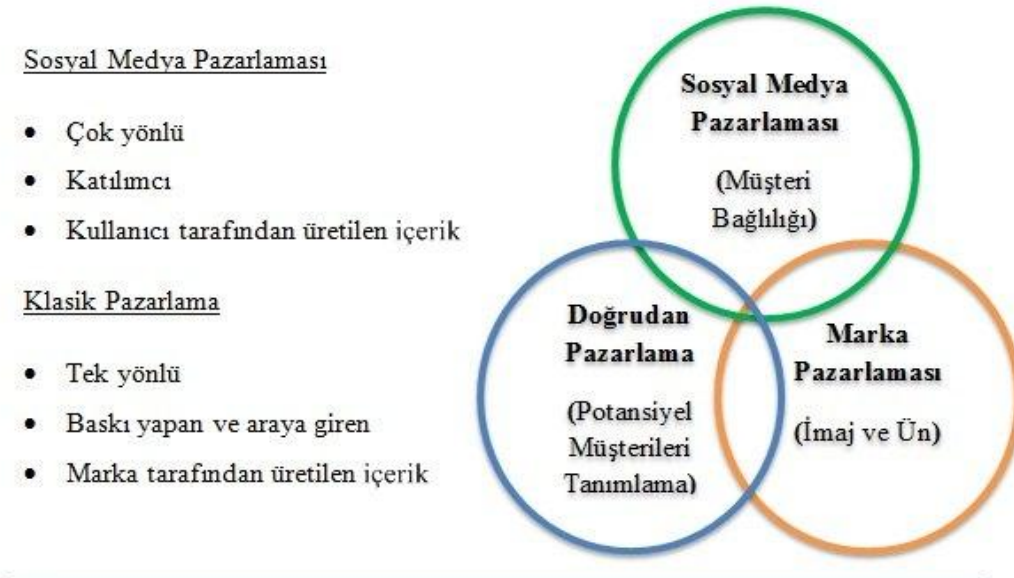 Sosyal Medya Pazarlaması
• Çok yönlü
• Katılımcı
• Kullanıcı tarafından üretilen içerik
Klasik Pazarlama
• Tek yönlü
• Baskı yapan ve araya giren
• Marka tarafından üretilen içerik
Sosyal Medya
Pazarlaması
(Müşteri
Bağlılığı)
Doğrudan
Pazarlama
(Potansiyel
Müşterileri
Tanımlama)
Marka
Pazarlaması
(İmaj ve Ün)